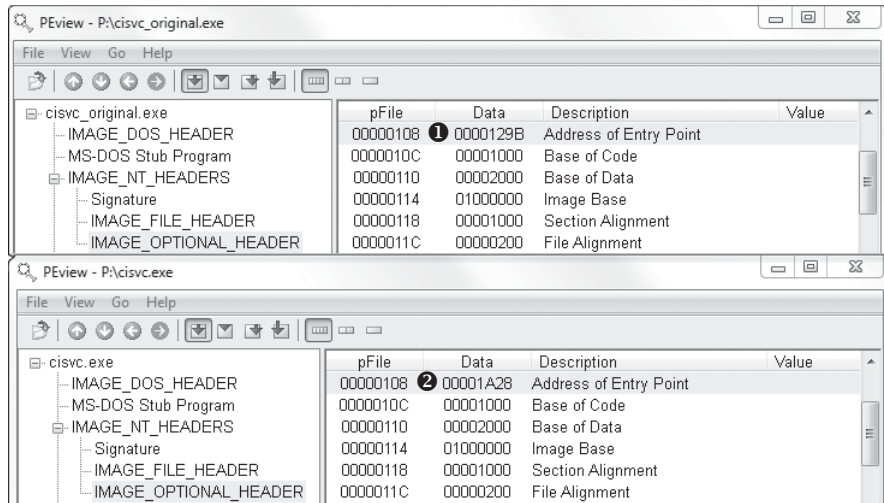 PEview - P:\cisvc_original.exe
File View Go Help
cisvc_original.exe
IMAGE_DOS_HEADER
MS-DOS Stub Program
IMAGE_NT_HEADERS
Signature
IMAGE_FILE_HEADER
IMAGE_OPTIONAL_HEADER
pFile Data Description Value
00000108 ❶ 0000129B Address of Entry Point
0000010C 00001000 Base of Code
00000110 00002000 Base of Data
00000114 01000000 Image Base
00000118 00001000 Section Alignment
0000011C 00000200 File Alignment
PEview - P:\cisvc.exe
File View Go Help
cisvc.exe
IMAGE_DOS_HEADER
MS-DOS Stub Program
IMAGE_NT_HEADERS
Signature
IMAGE_FILE_HEADER
IMAGE_OPTIONAL_HEADER
pFile Data Description Value
00000108 ❷ 00001A28 Address of Entry Point
0000010C 00001000 Base of Code
00000110 00002000 Base of Data
00000114 01000000 Image Base
00000118 00001000 Section Alignment
0000011C 00000200 File Alignment